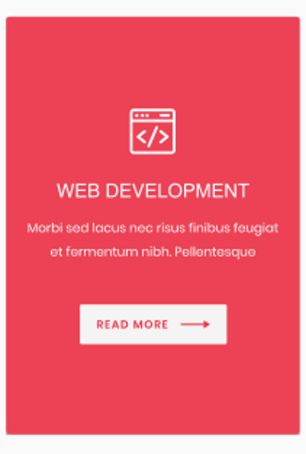 WEB DEVELOPMENT
Morbi sed lacus nec risus finibus feugiat
et fermentum nibh. Pellentesque
READ MORE